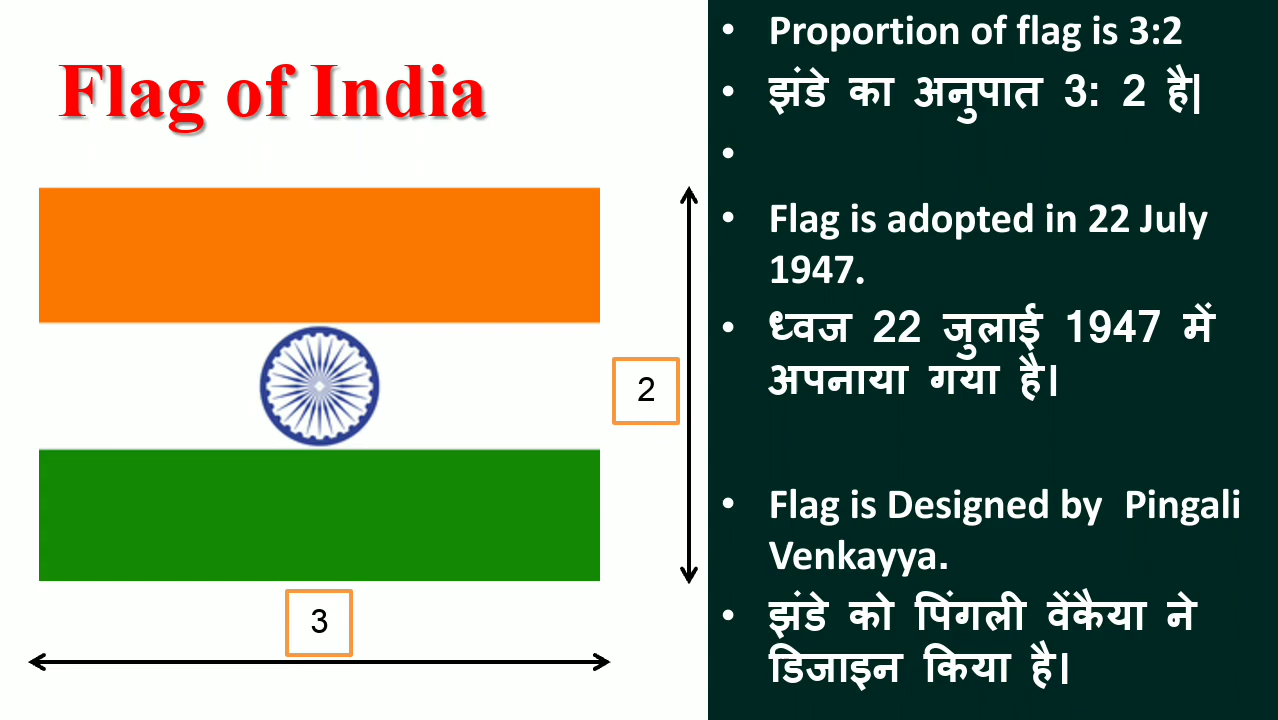 Flag of India
2
3
• Proportion of flag is 3:2
• झंडे का अनुपात 3: 2 है|
•
• Flag is adopted in 22 July
1947.
• ध्वज 22 जुलाई 1947 में
अपनाया गया है।
• Flag is Designed by Pingali
Venkayya.
• झंडे को पिंगली वेंकैया ने
डिजाइन किया है।